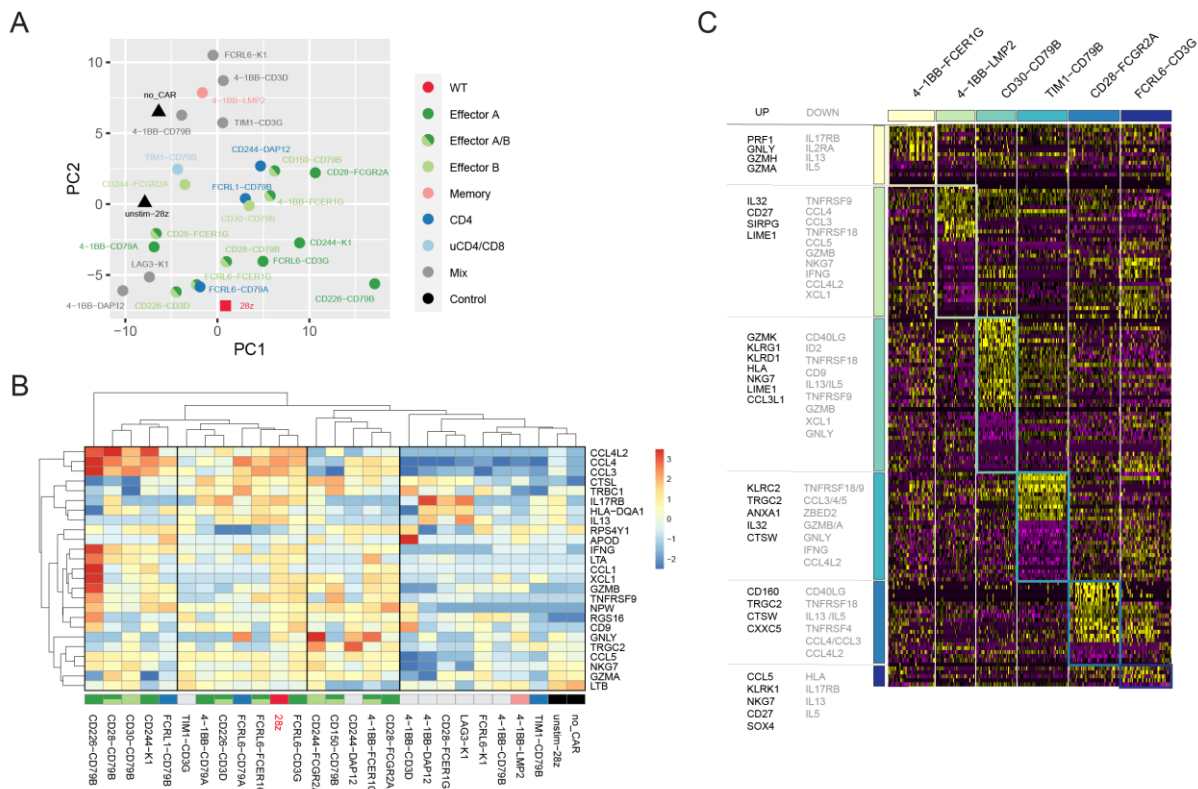 A
PC2
10
5
0
−5
−10
0
10
PC1
FCRL6−K1
4−1BB−CD3D
no_CAR
4−1BB−LMP2
4−1BB−CD79B
TIM1−CD3G
TIM1−CD79B
CD244−DAP12
CD150−CD79B
CD28−FCGR2A
CD244−FCGR2A
FCRL1−CD79B
4−1BB−FCER1G
unstim−28z
CD30−CD79B
CD28−FCER1G
4−1BB−CD79A
CD28−CD79B
CD244−K1
LAG3−K1
FCRL6−CD3G
FCRL6−FCER1G
4−1BB−DAP12
CD226−CD3D
FCRL6−CD79A
CD226−CD79B
28z
WT
Effector A
Effector A/B
Effector B
Memory
CD4
uCD4/CD8
Mix
Control
B
CCL4L2
CCL4
CCL3
CTSL
TRBC1
IL17RB
HLA−DQA1
IL13
RPS4Y1
APOD
IFNG
LTA
CCL1
XCL1
GZMB
TNFRSF9
NPW
RGS16
CD9
GNLY
TRGC2
CCL5
NKG7
GZMA
LTB
3
2
1
0
−1
−2
CD226−CD79B
CD28−CD79B
CD30−CD79B
CD244−K1
FCRL1−CD79B
TIM1−CD3G
4−1BB−CD79A
CD226−CD3D
FCRL6−CD79A
FCRL6−FCER1G
28z
FCRL6−CD3G
CD244−FCGR2A
CD150−CD79B
CD244−DAP12
4−1BB−FCER1G
CD28−FCGR2A
4−1BB−CD3D
4−1BB−DAP12
CD28−FCER1G
LAG3−K1
FCRL6−K1
4−1BB−CD79B
4−1BB−LMP2
TIM1−CD79B
unstim−28z
no_CAR
C
4−1BB−FCER1G
4−1BB−LMP2
CD30−CD79B
TIM1−CD79B
CD28−FCGR2A
FCRL6−CD3G
UP DOWN
PRF1 IL17RB
GNLY IL2RA
GZMH IL13
GZMA IL5
IL32 TNFRSF9
CD27 CCL4
SIRPG CCL3
LIME1 TNFRSF18
CCL5
GZMB
NKG7
IFNG
CCL4L2
XCL1
GZMK CD40LG
KLRG1 ID2
KLRD1 TNFRSF18
HLA CD9
NKG7 IL13/IL5
LIME1 TNFRSF9
CCL3L1 GZMB
XCL1
GNLY
KLRC2 TNFRSF18/9
TRGC2 CCL3/4/5
ANXA1 ZBED2
IL32 GZMB/A
CTSW GNLY
IFNG
CCL4L2
CD160 CD40LG
TRGC2 TNFRSF18
CTSW IL13 /IL5
CXXC5 TNFRSF4
CCL4/CCL3
CCL4L2
CCL5 HLA
KLRK1 IL17RB
NKG7 IL13
CD27 IL5
SOX4